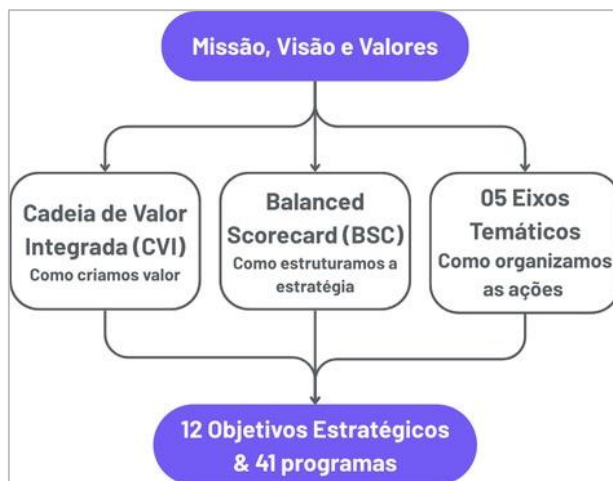 Missão, Visão e Valores
Cadeia de Valor
Integrada (CVI)
Como criamos valor
Balanced
Scorecard (BSC)
Como estruturamos a
estratégia
05 Eixos
Temáticos
Como organizamos
as ações
12 Objetivos Estratégicos
& 41 programas